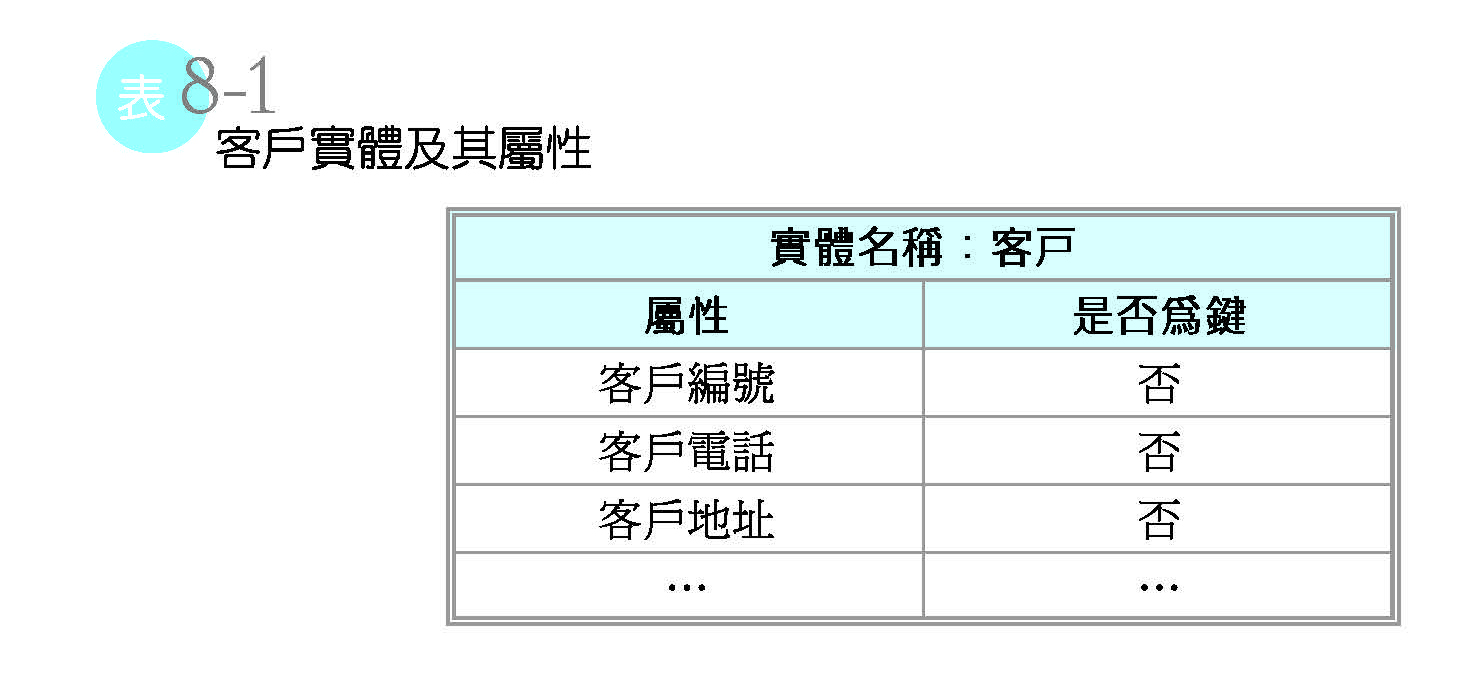 表 8-1
客戶實體及其屬性
實體名稱：客戶
屬性 是否爲鍵
客戶編號 否
客戶電話 否
客戶地址 否
… …